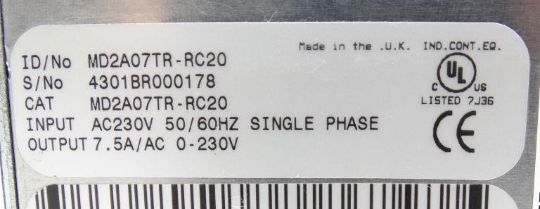 Made in the .U.K. IND.CONT.EQ.
ID/No MD2A07TR-RC20
S/No 4301BR000178
CAT MD2A07TR-RC20
INPUT AC230V 50/60HZ SINGLE PHASE
OUTPUT 7.5A/AC 0-230V
C UL US
LISTED 7J36
CE